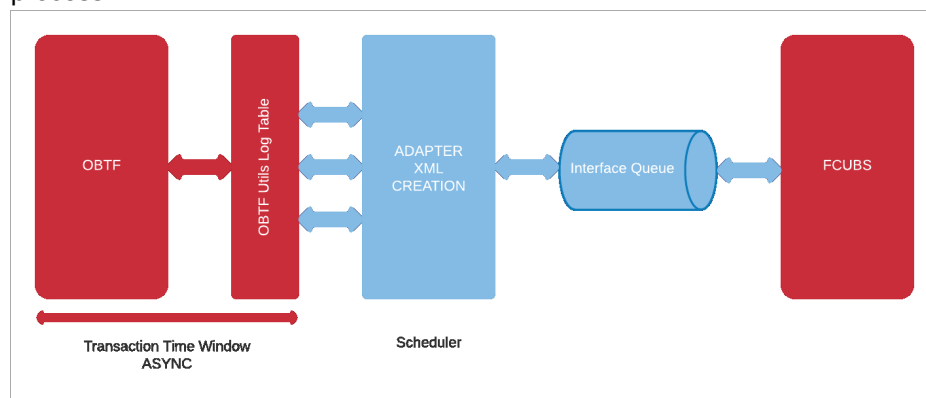 OBTF
OBTF Utils Log Table
ADAPTER
XML
CREATION
Interface Queue
FCUBS
Transaction Time Window
ASYNC
Scheduler